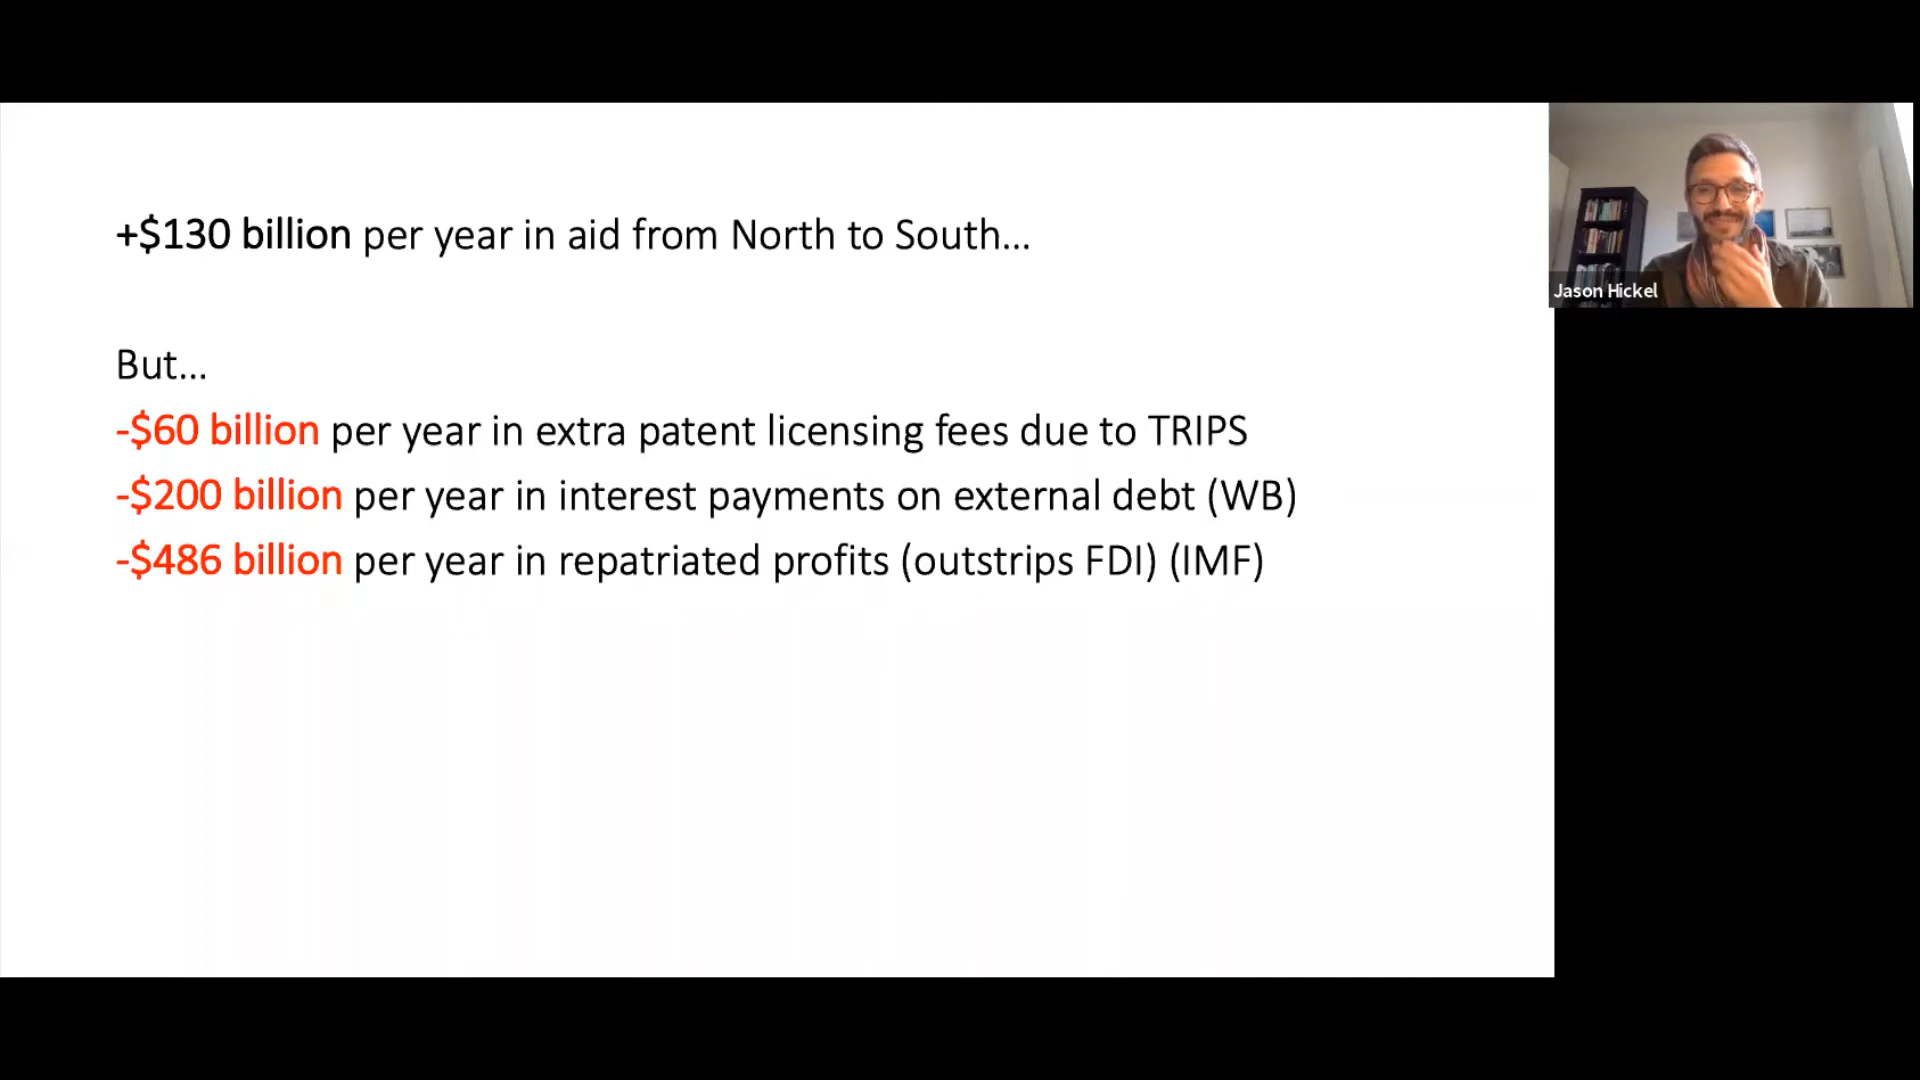 +$130 billion per year in aid from North to South...
But...
-$60 billion per year in extra patent licensing fees due to TRIPS
-$200 billion per year in interest payments on external debt (WB)
-$486 billion per year in repatriated profits (outstrips FDI) (IMF)
Jason Hickel